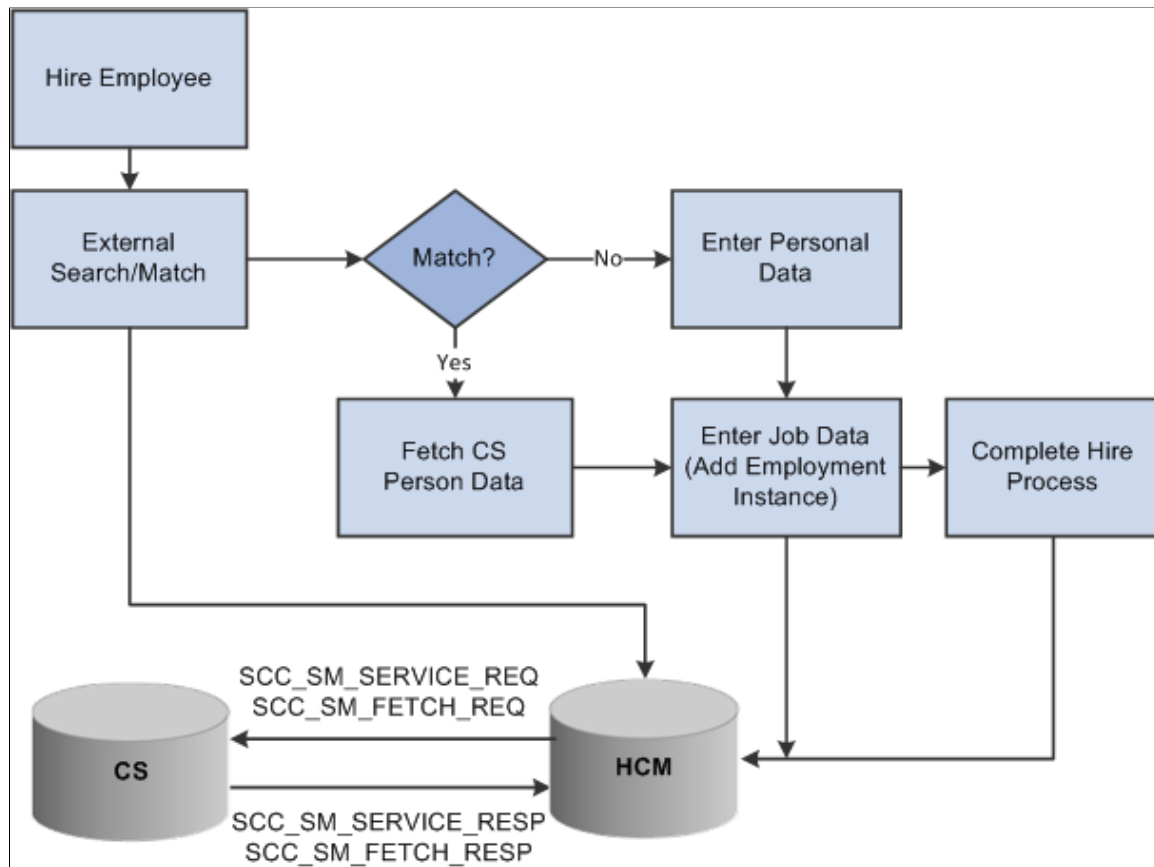 Hire Employee
External
Search/Match
Match?
No
Enter Personal
Data
Yes
Fetch CS
Person Data
Enter Job Data
(Add Employment
Instance)
Complete Hire
Process
SCC_SM_SERVICE_REQ
SCC_SM_FETCH_REQ
CS
HCM
SCC_SM_SERVICE_RESP
SCC_SM_FETCH_RESP